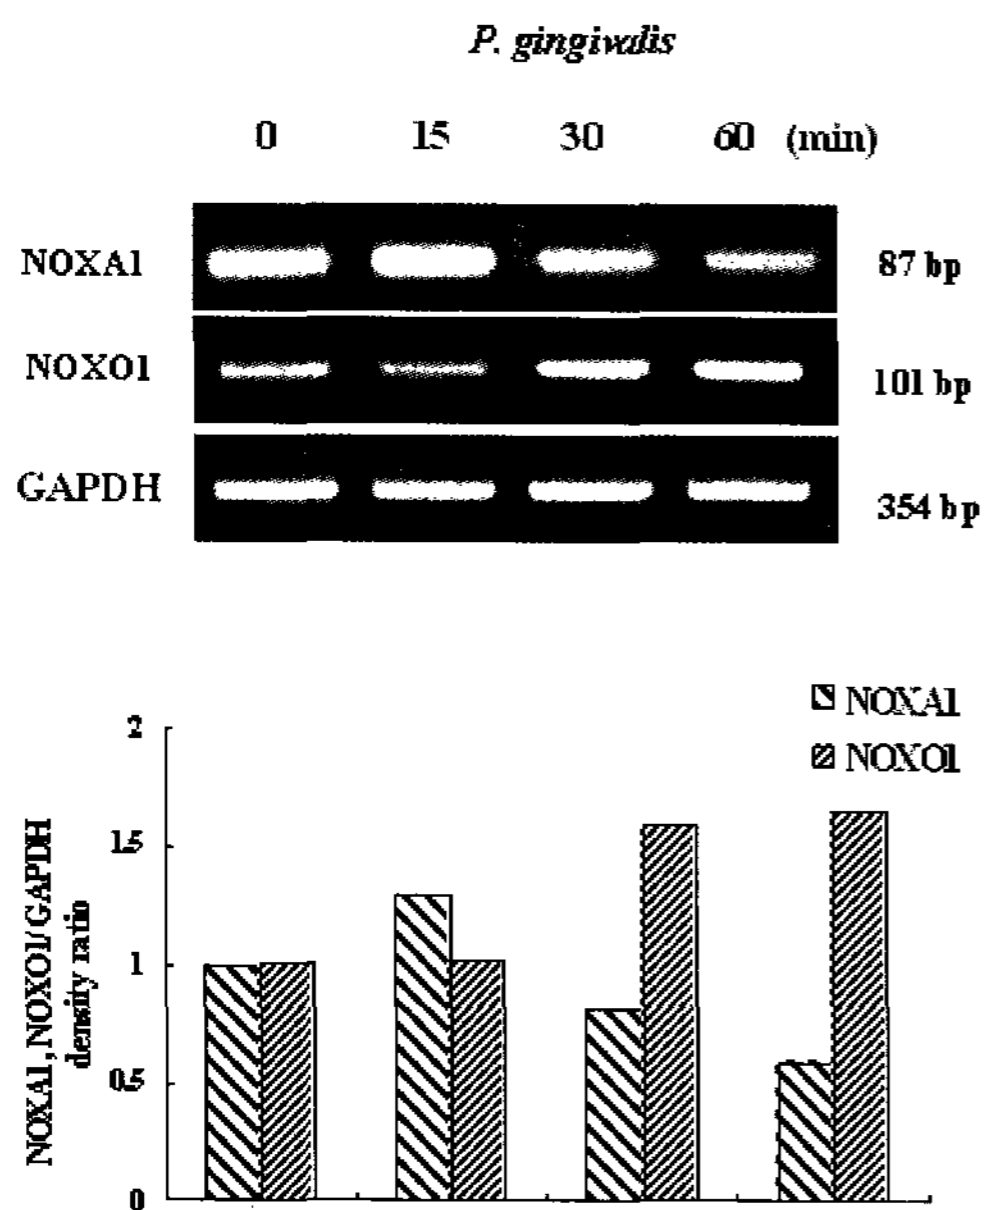 P. gingivalis
0 15 30 60 (min)
NOXA1 87 bp
NOXO1 101 bp
GAPDH 354 bp
NOXA1
NOXO1
NOXA1, NOXO1/GAPDH
density ratio
2
1.5
1
0.5
0